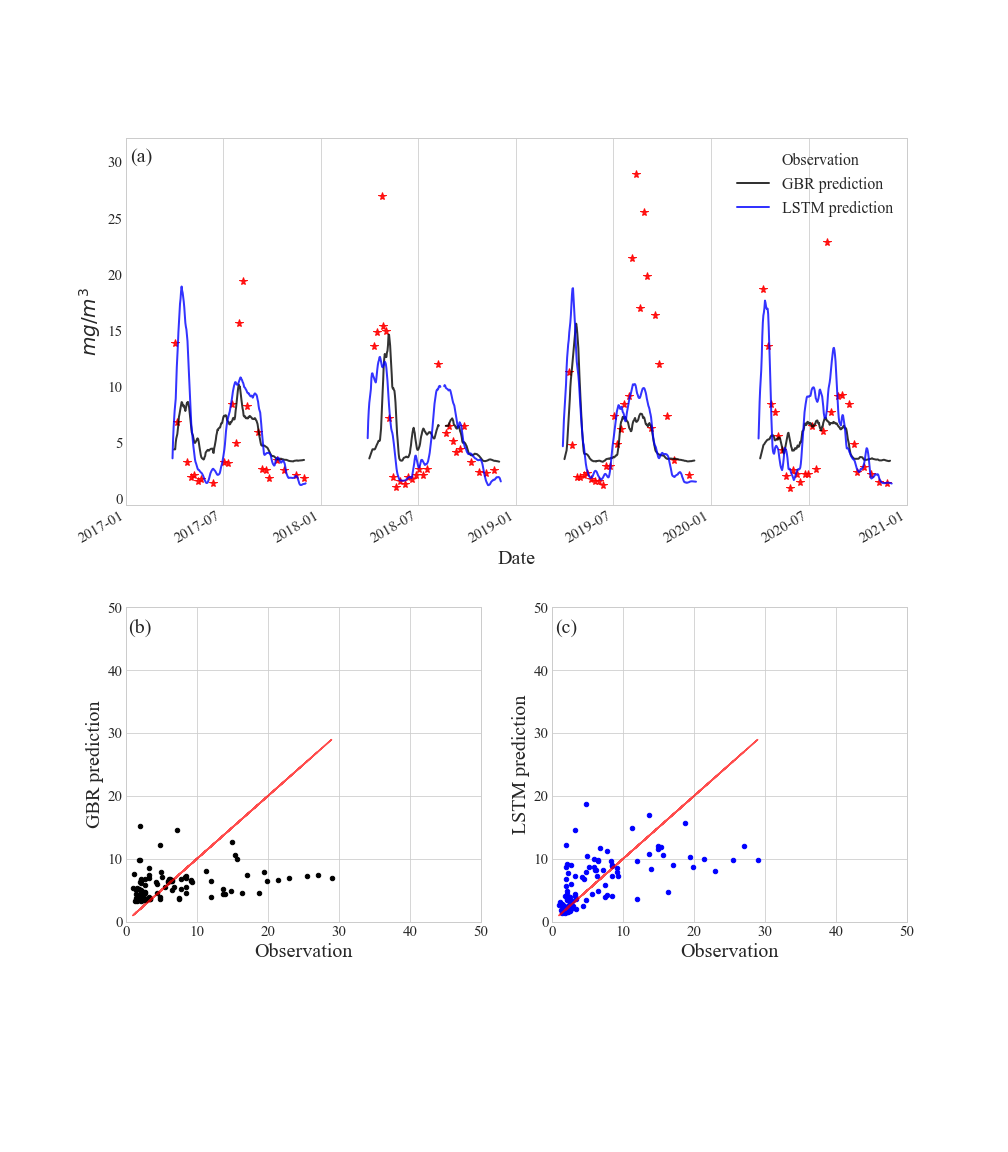 (a)
Observation
GBR prediction
LSTM prediction
30
25
20
15
10
5
0
mg/m³
2017-01
2017-07
2018-01
2018-07
2019-01
2019-07
2020-01
2020-07
2021-01
Date
(b)
50
40
30
20
10
0
GBR prediction
0 10 20 30 40 50
Observation
(c)
50
40
30
20
10
0
LSTM prediction
0 10 20 30 40 50
Observation